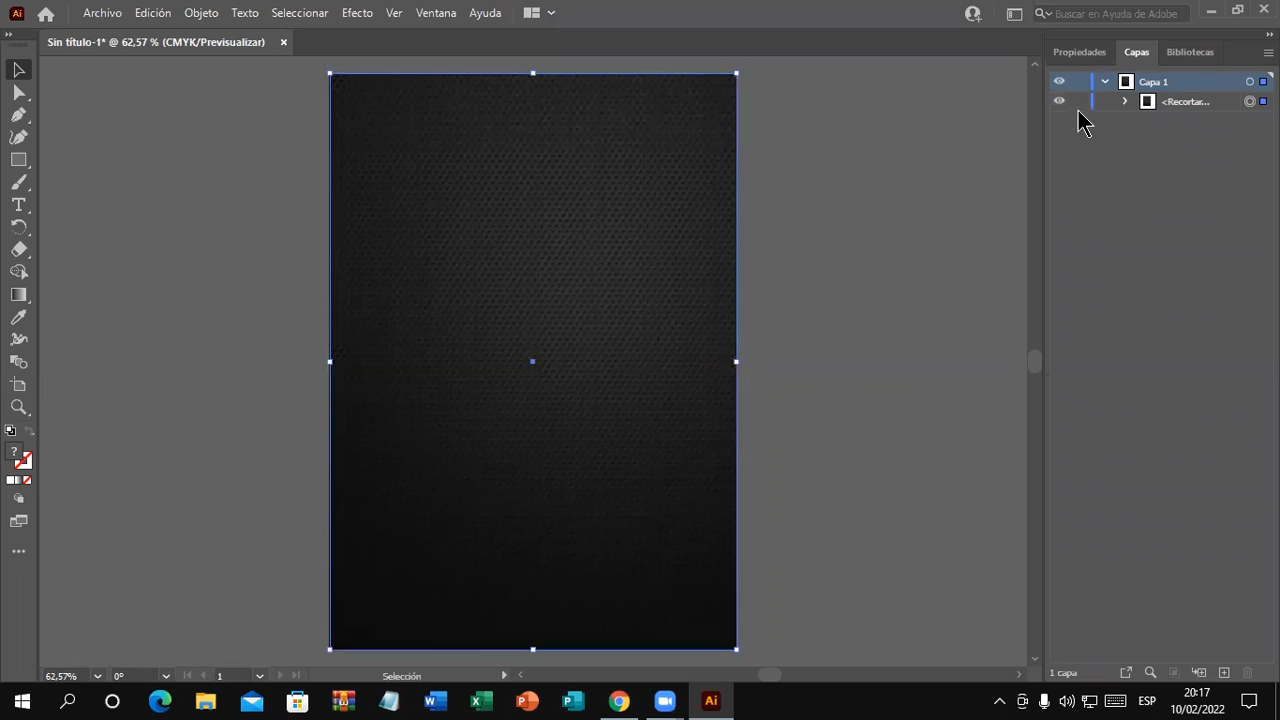 Ai
Archivo Edición Objeto Texto Seleccionar Efecto Ver Ventana Ayuda
Buscar en Ayuda de Adobe
Sin título-1* @ 62,57 % (CMYK/Previsualizar)
Propiedades Capas Bibliotecas
Capa 1
<Recortar...
?
62,57% 0° 1 Selección
1 capa
Ai
ESP
20:17
10/02/2022